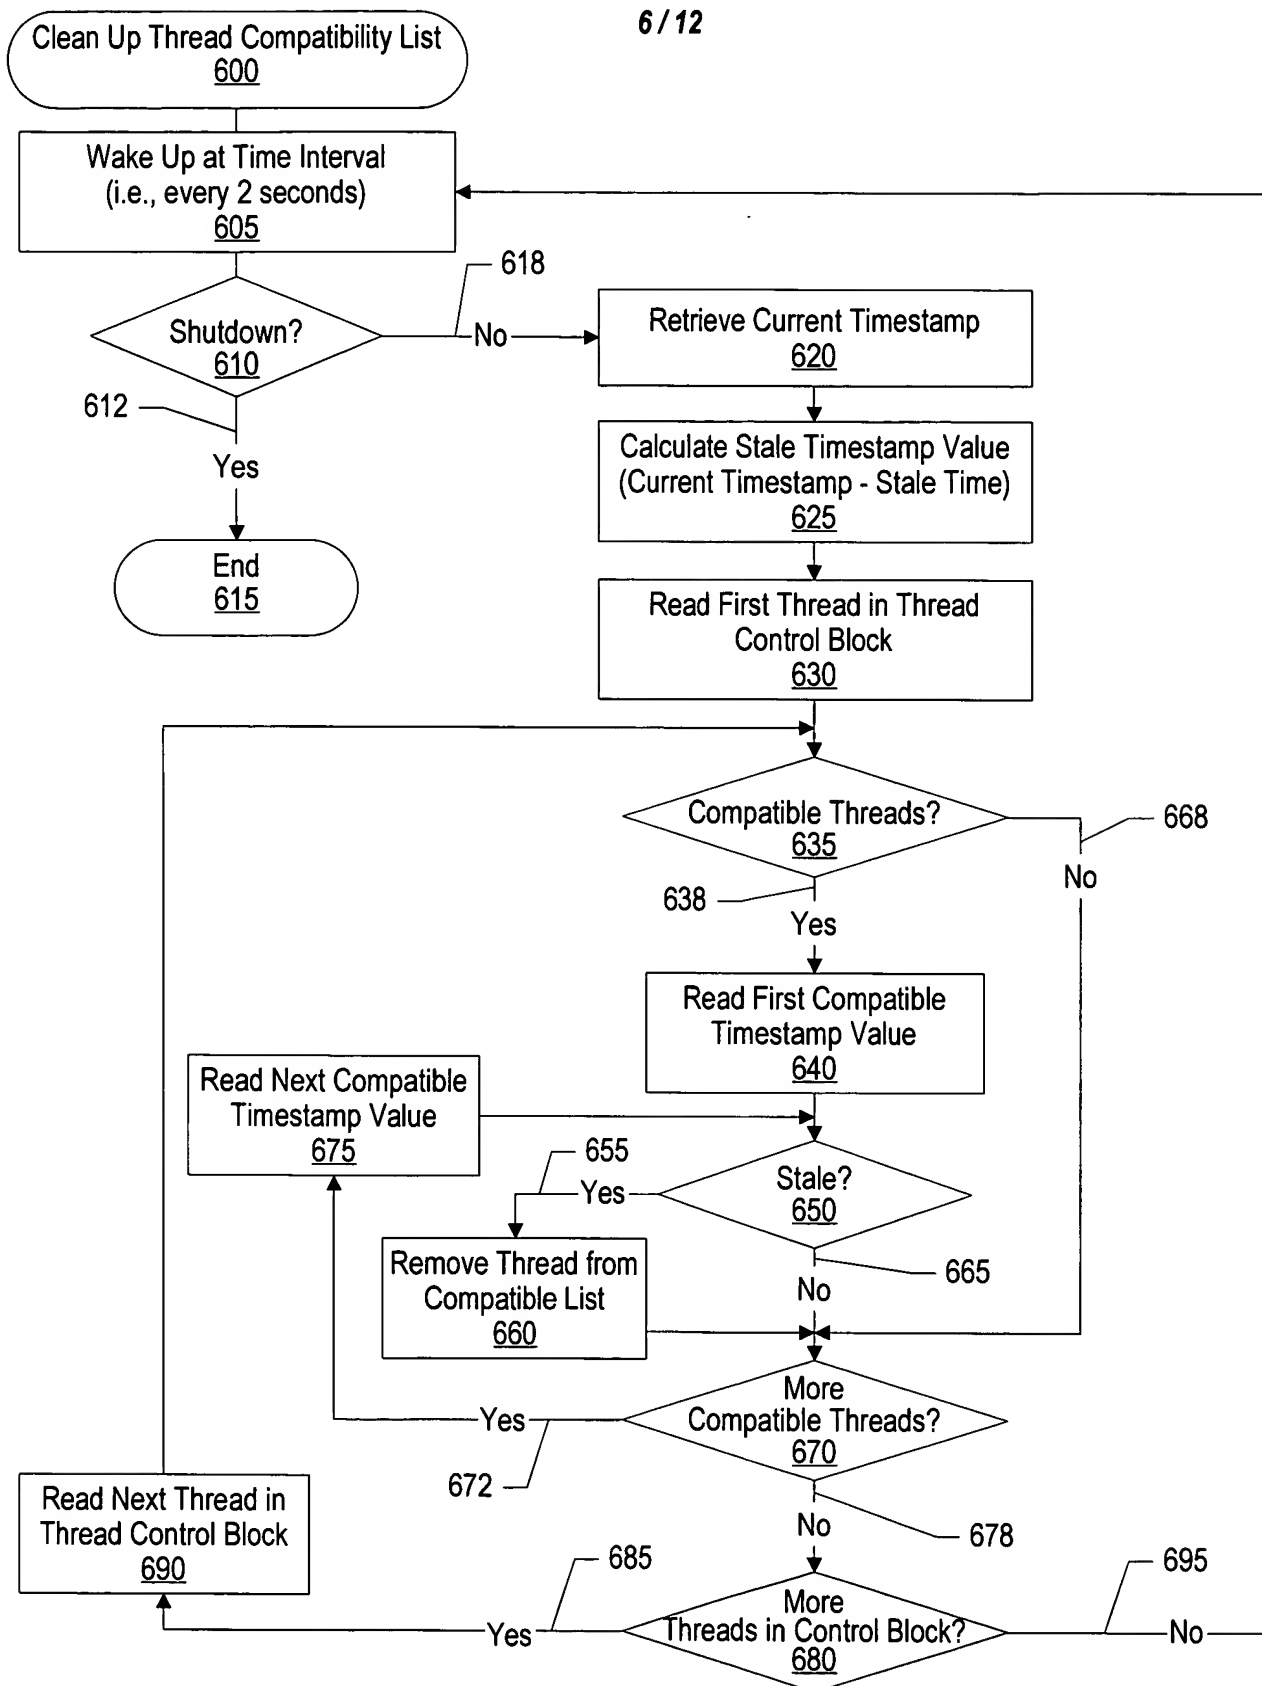 6 / 12
Clean Up Thread Compatibility List
600
Wake Up at Time Interval
(i.e., every 2 seconds)
605
618
Shutdown?
610
No
Retrieve Current Timestamp
620
612
Yes
Calculate Stale Timestamp Value
(Current Timestamp - Stale Time)
625
End
615
Read First Thread in Thread
Control Block
630
Compatible Threads?
635
668
No
638
Yes
Read First Compatible
Timestamp Value
640
Read Next Compatible
Timestamp Value
675
655
Yes
Stale?
650
Remove Thread from
Compatible List
660
665
No
More
Compatible Threads?
670
Yes
672
678
No
Read Next Thread in
Thread Control Block
690
685
695
Yes
More
Threads in Control Block?
680
No